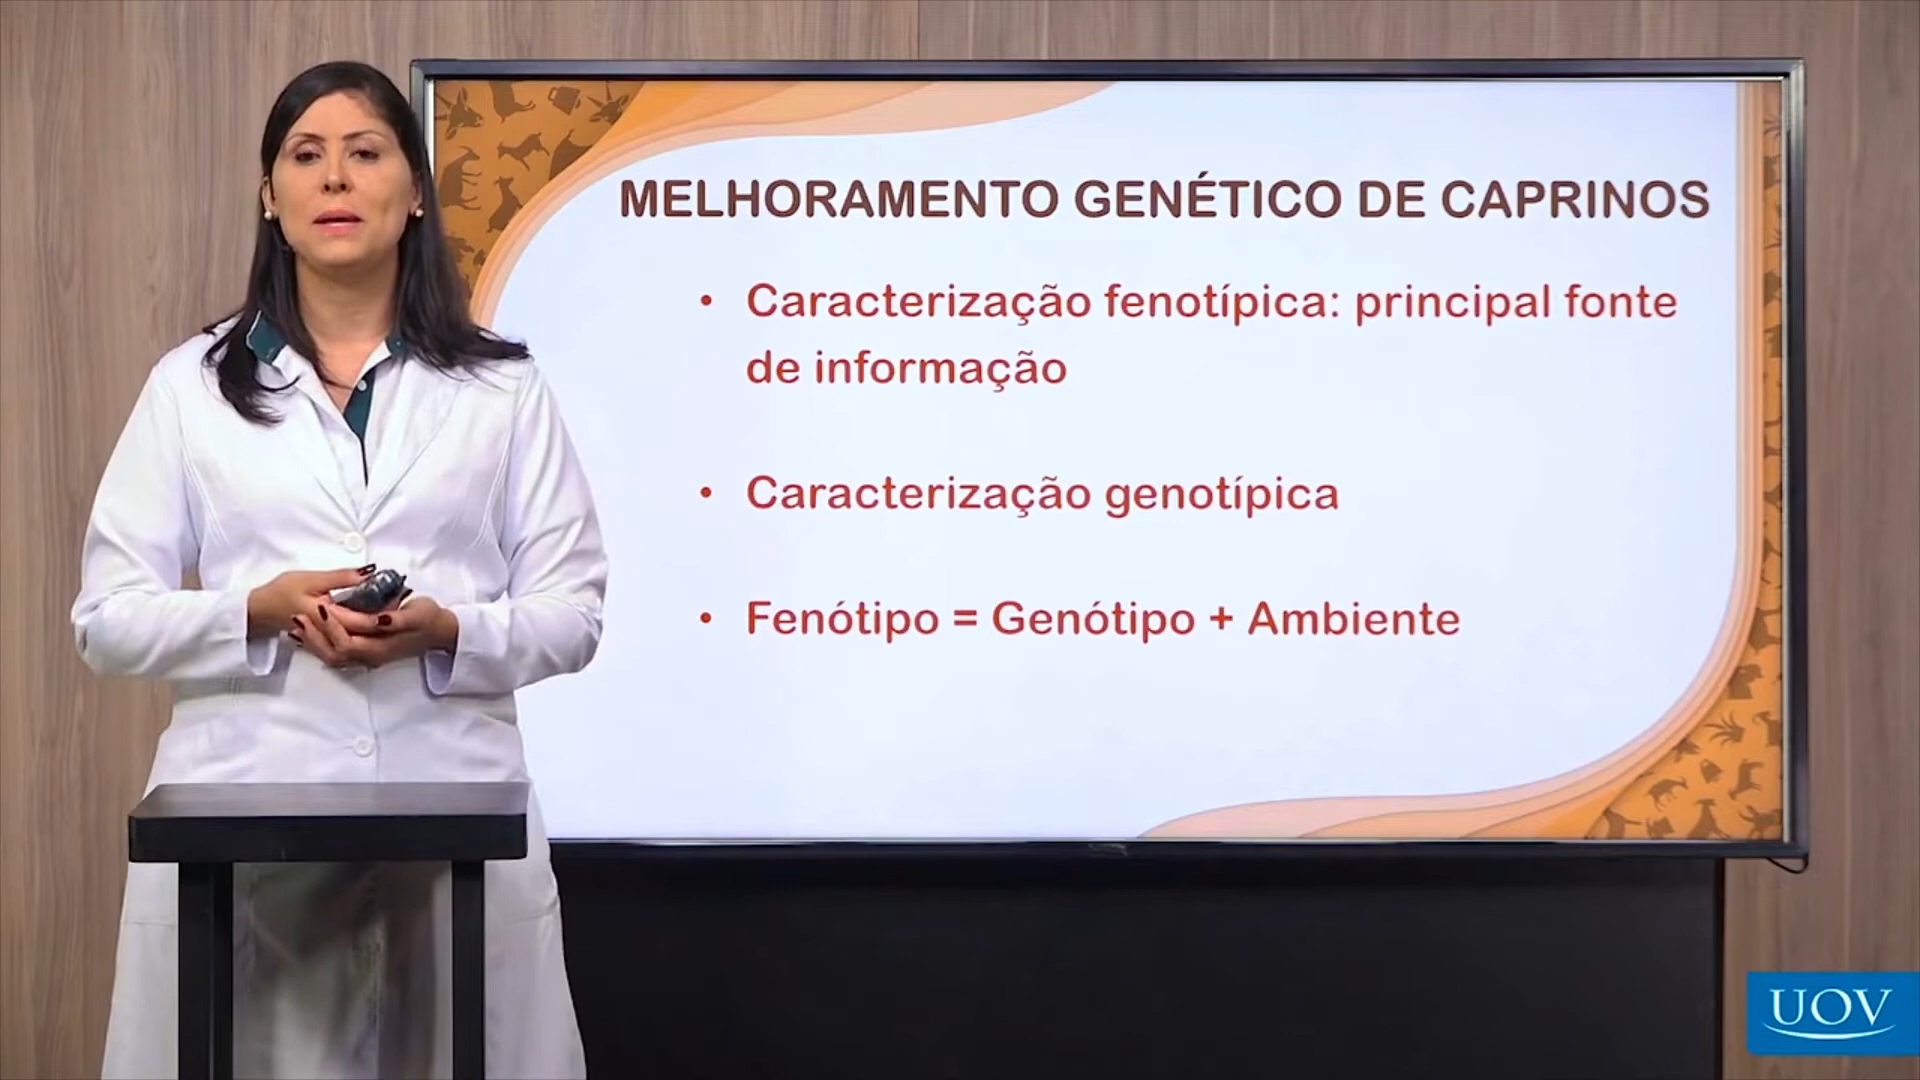 MELHORAMENTO GENÉTICO DE CAPRINOS
• Caracterização fenotípica: principal fonte
de informação
• Caracterização genotípica
• Fenótipo = Genótipo + Ambiente
UOV